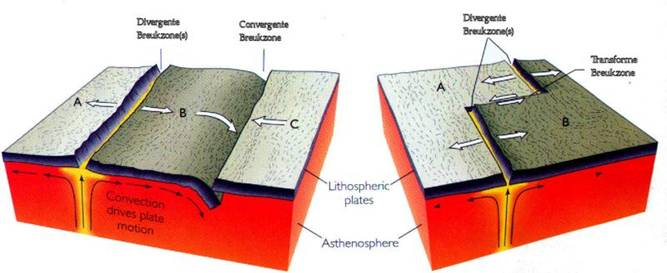 Divergente
Breukzone(s)
Convergente
Breukzone
A
B
C
Convection
drives plate
motion
Lithospheric
plates
Asthenosphere
Divergente
Breukzone(s)
Transforme
Breukzone
A
B